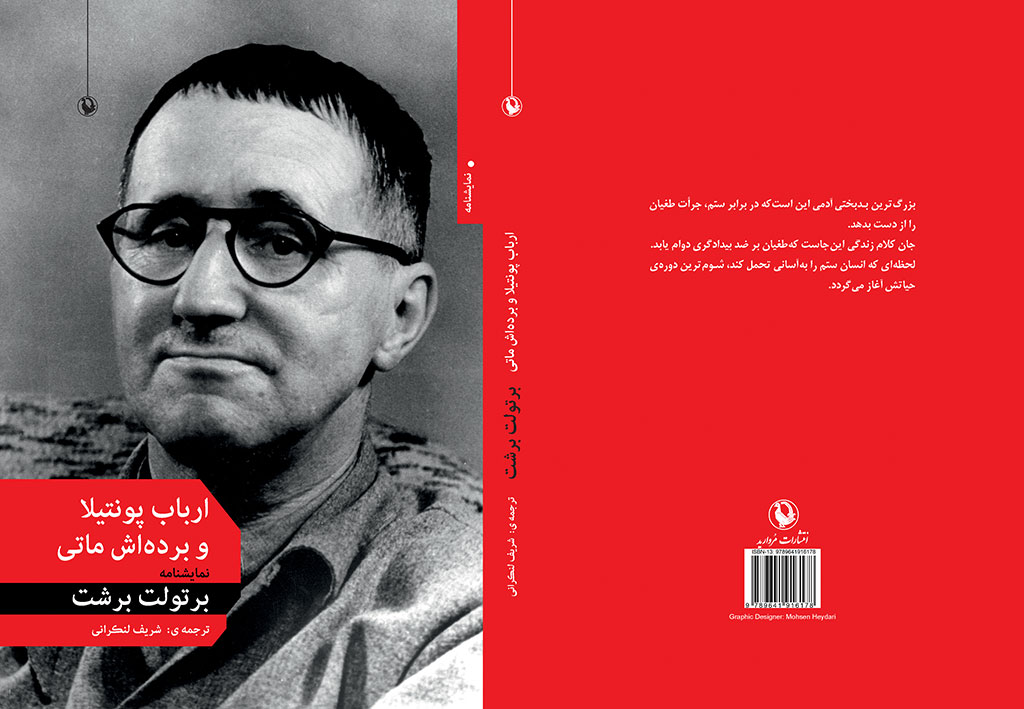 ارباب پونتیلا
و برده‌اش ماتی
نمایشنامه
برتولت برشت
ترجمه‌ی: شریف لنکرانی
نمایشنامه
ارباب پونتیلا و برده‌اش ماتی
برتولت برشت
ترجمه‌ی: شریف لنکرانی
بزرگ‌ترین بدبختی آدمی این است‌که در برابر ستم، جرأت طغیان
را از دست بدهد.
جان کلام زندگی این‌جاست که‌طغیان بر ضد بیدادگری دوام یابد.
لحظه‌ای که انسان ستم را به‌آسانی تحمل کند، شوم‌ترین دوره‌ی
حیاتش آغاز می‌گردد.
انتشارات مروارید
ISBN-13: 9789641916178
9 789641 916178
Graphic Designer: Mohsen Heydari